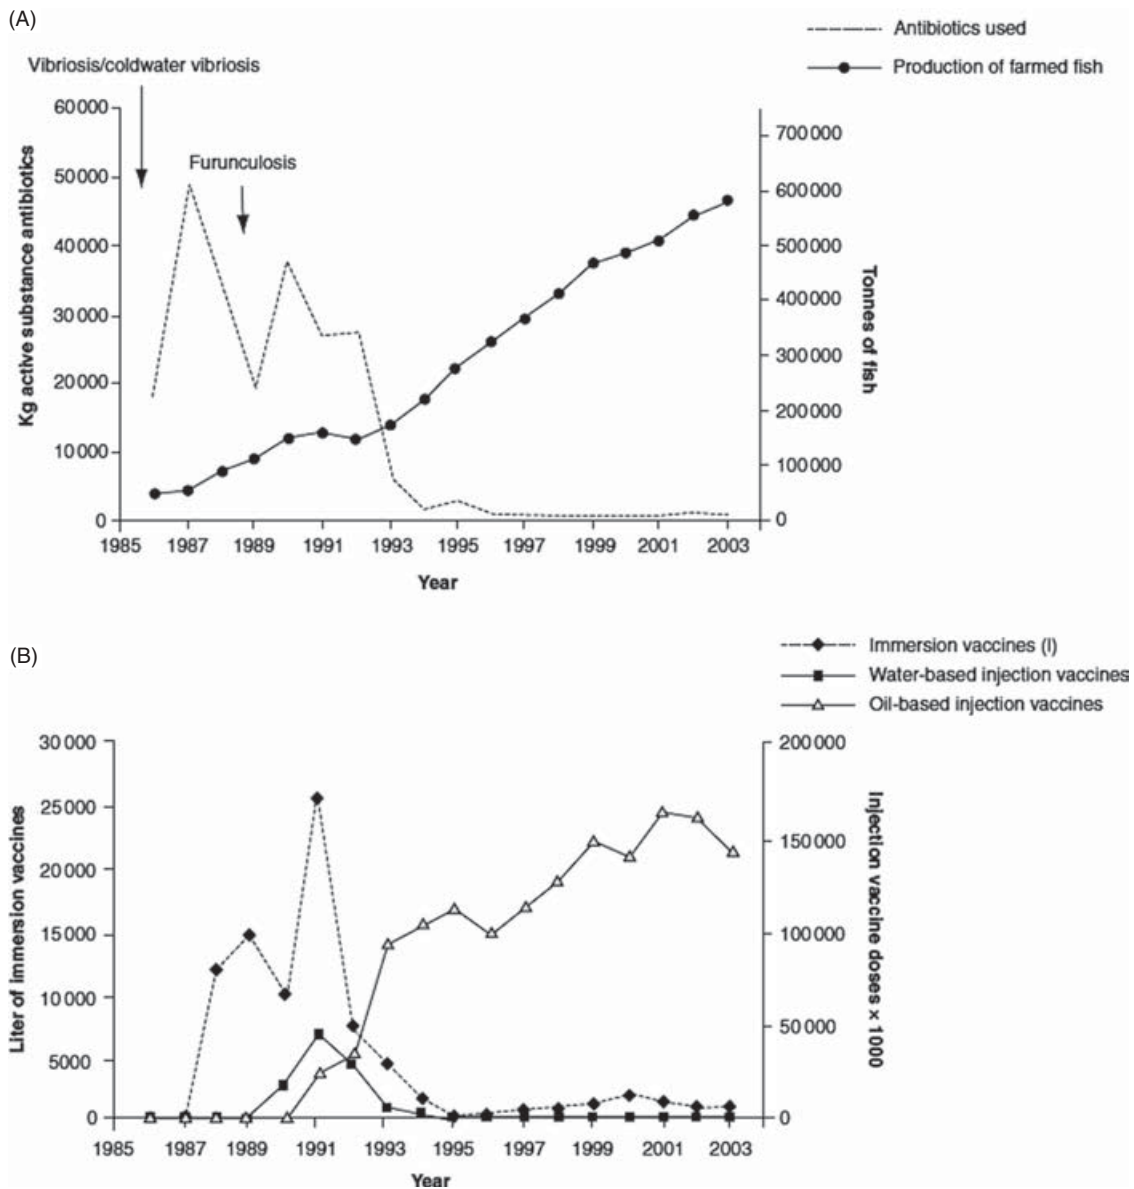 (A)
Antibiotics used
Production of farmed fish
Vibriosis/coldwater vibriosis
Furunculosis
Kg active substance antibiotics
60 000
50 000
40 000
30 000
20 000
10 000
0
700 000
600 000
500 000
400 000
300 000
200 000
100 000
0
Tonnes of fish
1985 1987 1989 1991 1993 1995 1997 1999 2001 2003
Year
(B)
Immersion vaccines (l)
Water-based injection vaccines
Oil-based injection vaccines
Liter of immersion vaccines
30 000
25 000
20 000
15 000
10 000
5000
0
200 000
150 000
100 000
50 000
0
Injection vaccine doses × 1000
1985 1987 1989 1991 1993 1995 1997 1999 2001 2003
Year